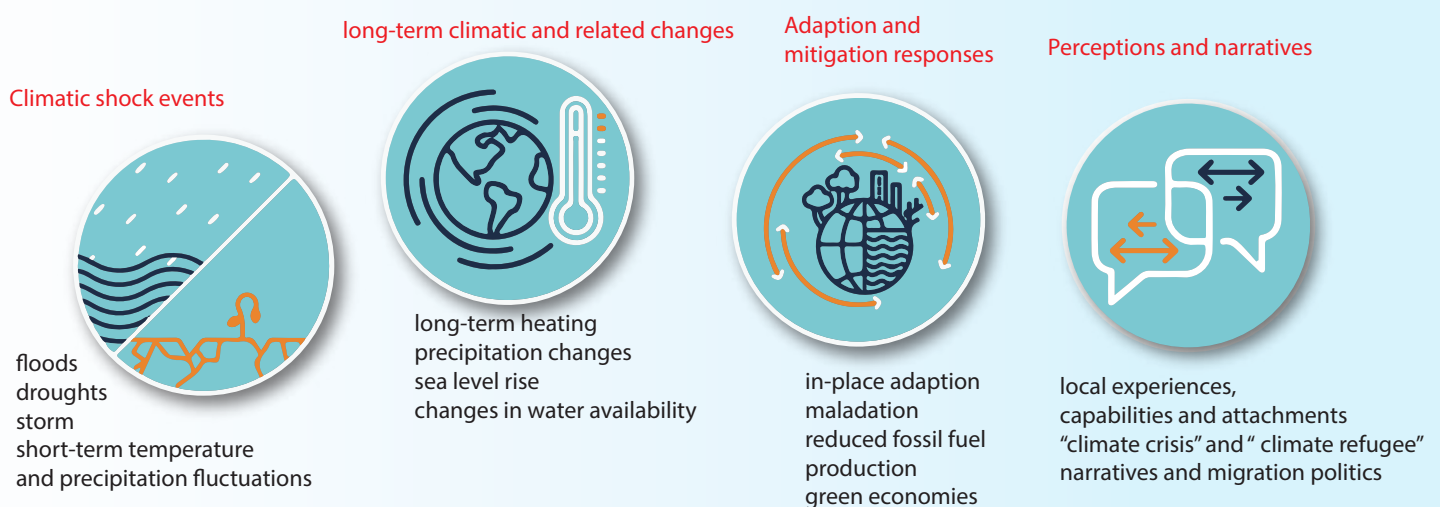 Climatic shock events
floods
droughts
storm
short-term temperature
and precipitation fluctuations
long-term climatic and related changes
long-term heating
precipitation changes
sea level rise
changes in water availability
Adaption and
mitigation responses
in-place adaption
maladation
reduced fossil fuel
production
green economies
Perceptions and narratives
local experiences,
capabilities and attachments
“climate crisis” and “ climate refugee”
narratives and migration politics